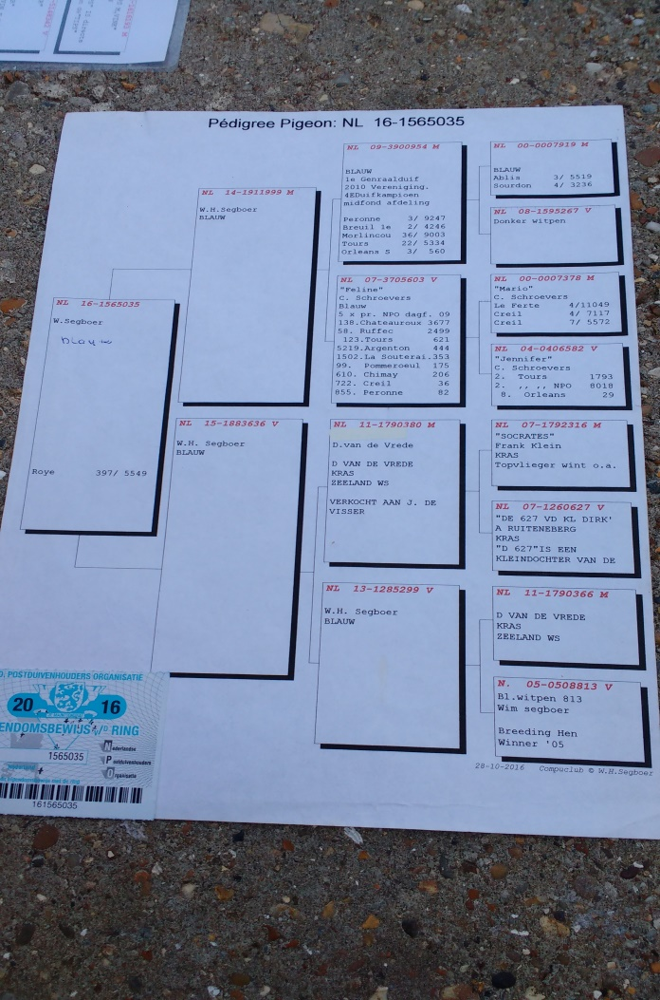 Pédigree Pigeon: NL 16-1565035
NL 16-1565035
W.Segboer
blauw
Roye 397/ 5549
NL 14-1911999 M
W.H.Segboer
BLAUW
NL 15-1883636 V
W.H. Segboer
BLAUW
NL 09-3900954 M
BLAUW
1e Genraalduif
2010 Vereniging.
4EDuifkampioen
midfond afdeling
Peronne 3/ 9247
Breuil 1e 2/ 4246
Morlincou 36/ 9003
Tours 22/ 5334
Orleans S 3/ 560
NL 07-3705603 V
"Feline"
C. Schroevers
Blauw
5 x pr. NPO dagf. 09
138.Chateauroux 3677
58. Ruffec 2499
123.Tours 621
5219.Argenton 444
1502.La Souterai.353
99. Pommeroeul 175
610. Chimay 206
722. Creil 36
855. Peronne 82
NL 11-1790380 M
D.van de Vrede
D VAN DE VREDE
KRAS
ZEELAND WS
VERKOCHT AAN J. DE
VISSER
NL 13-1285299 V
W.H. Segboer
BLAUW
NL 00-0007919 M
BLAUW
Ablis 3/ 5519
Sourdon 4/ 3236
NL 08-1595267 V
Donker witpen
NL 00-0007378 M
"Mario"
C. Schroevers
Le Ferte 4/11049
Creil 4/ 7117
Creil 7/ 5572
NL 04-0406582 V
"Jennifer"
C. Schroevers
2. Tours 1793
2. ,, ,, NPO 8018
8. Orleans 29
NL 07-1792316 M
"SOCRATES"
Frank Klein
KRAS
Topvlieger wint o.a.
NL 07-1260627 V
"DE 627 VD KL DIRK'
A RUITENEBERG
KRAS
"D 627"IS EEN
KLEINDOCHTER VAN DE
NL 11-1790366 M
D VAN DE VREDE
KRAS
ZEELAND WS
N. 05-0508813 V
Bl.witpen 813
Wim segboer
Breeding Hen
Winner '05
28-10-2016 Compuclub © W.H.Segboer
POSTDUIVENHOUDERS ORGANISATIE
20 16
ENDOMSBEWIJS v/d RING
1565035
Nederlandse
Postduivenhouders
Organisatie
161565035